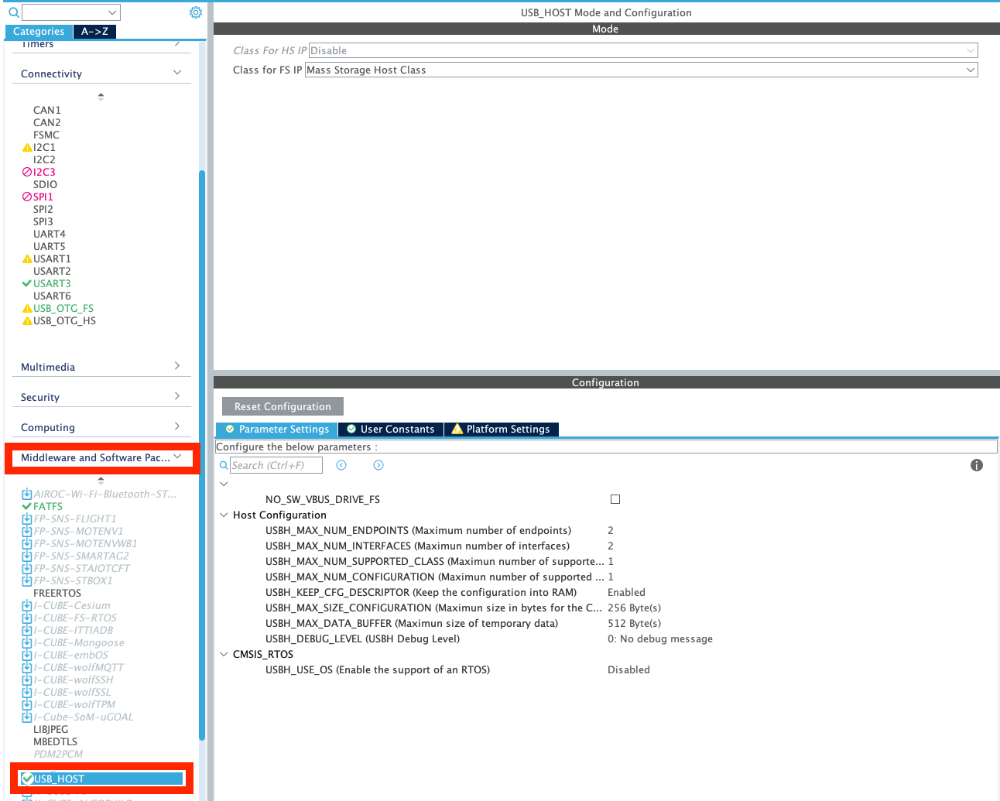 Categories
A->Z
Timers
Connectivity
CAN1
CAN2
FSMC
I2C1
I2C2
I2C3
SDIO
SPI1
SPI2
SPI3
UART4
UART5
USART1
USART2
USART3
USART6
USB_OTG_FS
USB_OTG_HS
Multimedia
Security
Computing
Middleware and Software Pac...
AIROC-Wi-Fi-Bluetooth-ST...
FATFS
FP-SNS-FLIGHT1
FP-SNS-MOTENV1
FP-SNS-MOTENVWB1
FP-SNS-SMARTAG2
FP-SNS-STAIOTCFT
FP-SNS-STBOX1
FREERTOS
I-CUBE-Cesium
I-CUBE-FS-RTOS
I-CUBE-ITTIADB
I-CUBE-Mongoose
I-CUBE-embOS
I-CUBE-wolfMQTT
I-CUBE-wolfSSH
I-CUBE-wolfSSL
I-CUBE-wolfTPM
I-Cube-SoM-uGOAL
LIBJPEG
MBEDTLS
PDM2PCM
USB_HOST
USB_HOST Mode and Configuration
Mode
Class For HS IP Disable
Class for FS IP Mass Storage Host Class
Configuration
Reset Configuration
Parameter Settings
User Constants
Platform Settings
Configure the below parameters :
Search (Ctrl+F)
NO_SW_VBUS_DRIVE_FS
Host Configuration
USBH_MAX_NUM_ENDPOINTS (Maximum number of endpoints) 2
USBH_MAX_NUM_INTERFACES (Maximun number of interfaces) 2
USBH_MAX_NUM_SUPPORTED_CLASS (Maximun number of supporte... 1
USBH_MAX_NUM_CONFIGURATION (Maximun number of supported ... 1
USBH_KEEP_CFG_DESCRIPTOR (Keep the configuration into RAM) Enabled
USBH_MAX_SIZE_CONFIGURATION (Maximun size in bytes for the C... 256 Byte(s)
USBH_MAX_DATA_BUFFER (Maximun size of temporary data) 512 Byte(s)
USBH_DEBUG_LEVEL (USBH Debug Level) 0: No debug message
CMSIS_RTOS
USBH_USE_OS (Enable the support of an RTOS) Disabled